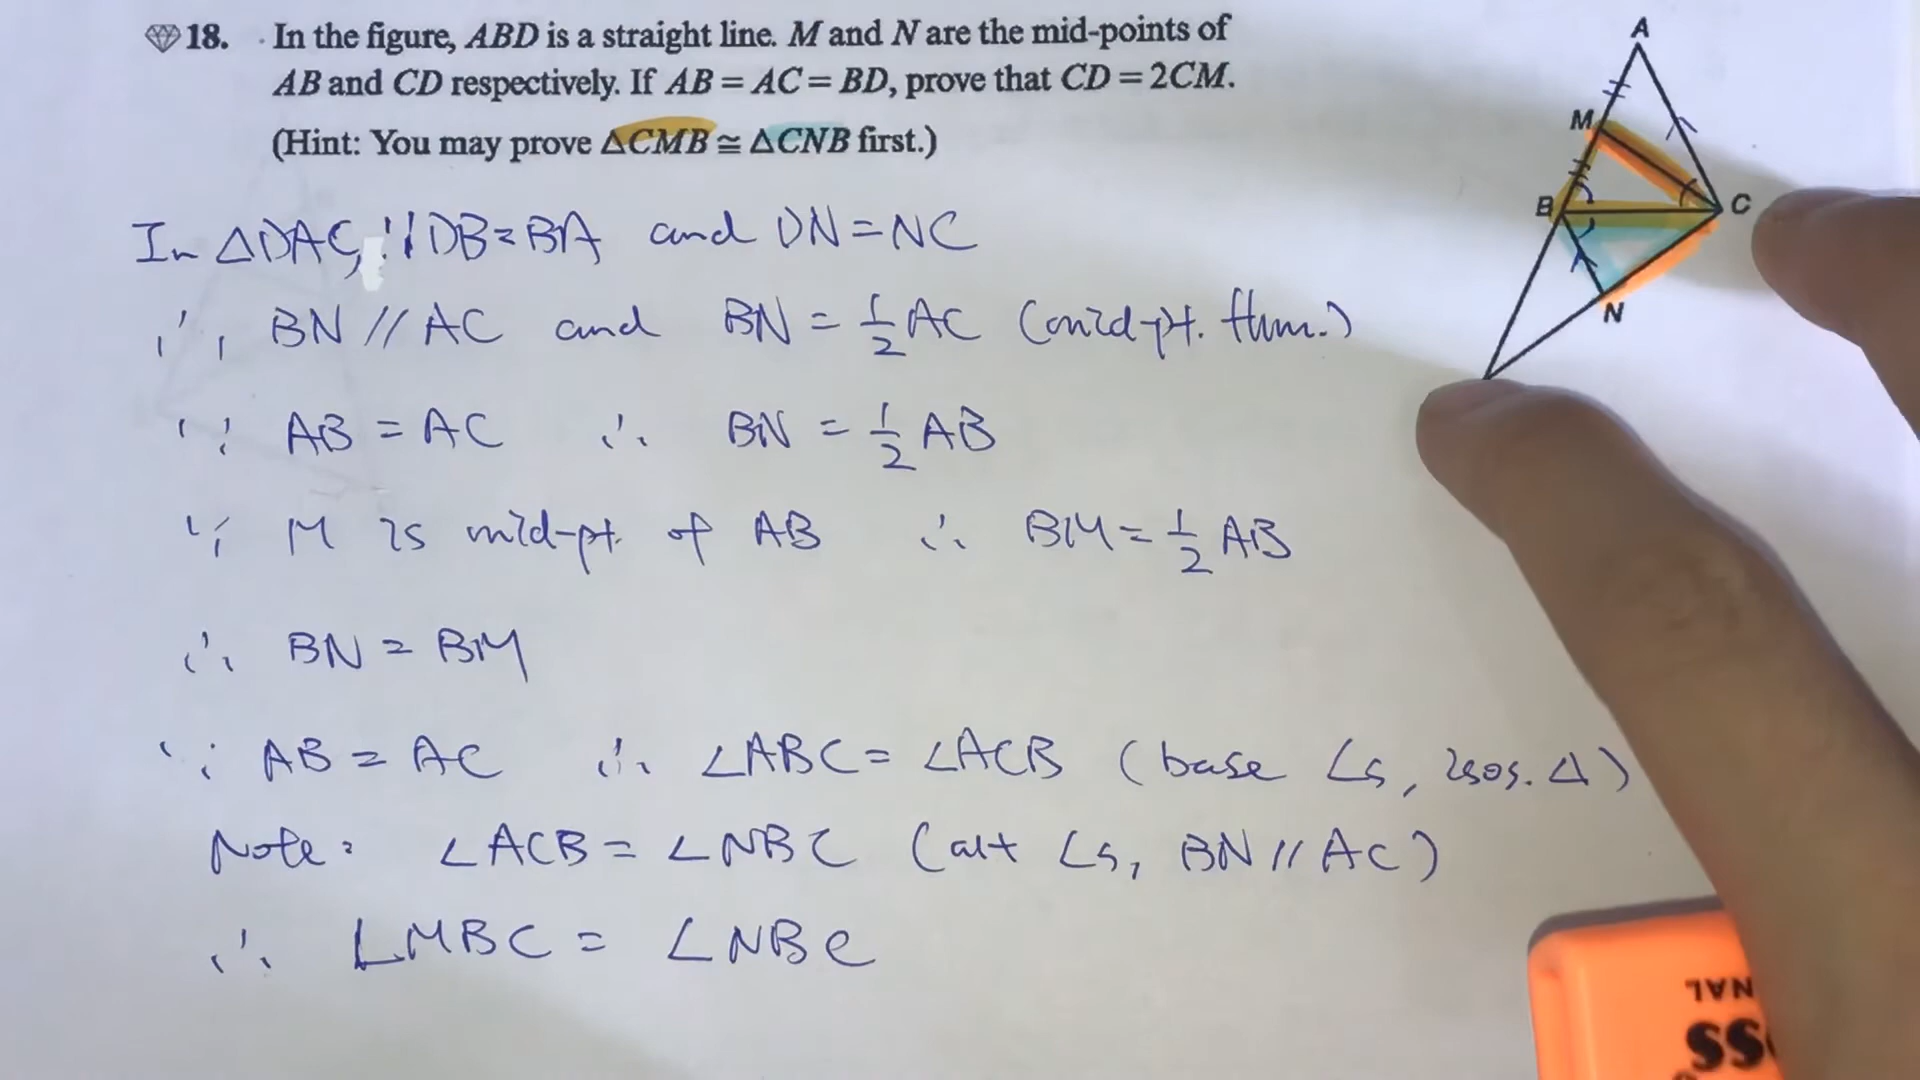 18. In the figure, ABD is a straight line. M and N are the mid-points of
AB and CD respectively. If AB = AC = BD, prove that CD = 2CM.
(Hint: You may prove △CMB ≅ △CNB first.)
A
M
B
C
N
In △DAC, ∵ DB = BA and DN = NC
∴ BN // AC and BN = 1/2 AC (mid-pt. thm.)
∵ AB = AC ∴ BN = 1/2 AB
∵ M is mid-pt. of AB ∴ BM = 1/2 AB
∴ BN = BM
∵ AB = AC ∴ ∠ABC = ∠ACB (base ∠s, isos. △)
Note: ∠ACB = ∠NBC (alt ∠s, BN // AC)
∴ ∠MBC = ∠NBC